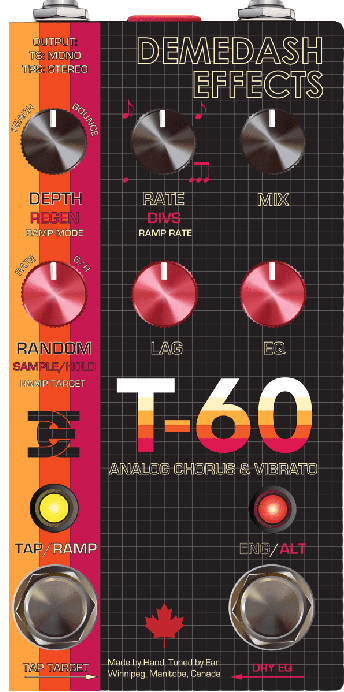 OUTPUT:
TS: MONO
TRS: STEREO
DEMEDASH
EFFECTS
BOUNCE
DEPTH
REGEN
RAMP MODE
RATE
DIVS
RAMP RATE
MIX
RANDOM
SAMPLE/HOLD
RAMP TARGET
LAG
EQ
T-60
ANALOG CHORUS & VIBRATO
TAP/RAMP
ENG/ALT
TAP TARGET
Made by Hand, Tuned by Ear
Winnipeg, Manitoba, Canada
DRY EQ